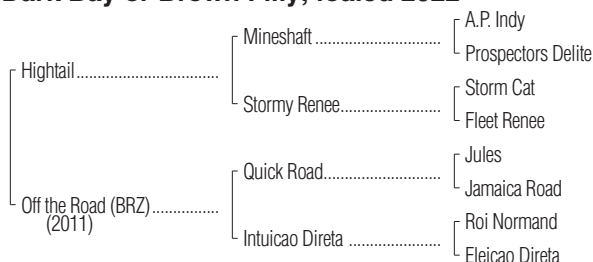 Dark Bay or Brown Filly; foaled 2022
A.P. Indy
Mineshaft
Prospectors Delite
Hightail
Storm Cat
Stormy Renee
Fleet Renee
Jules
Quick Road
Jamaica Road
Off the Road (BRZ)
(2011)
Roi Normand
Intuicao Direta
Eleicao Direta